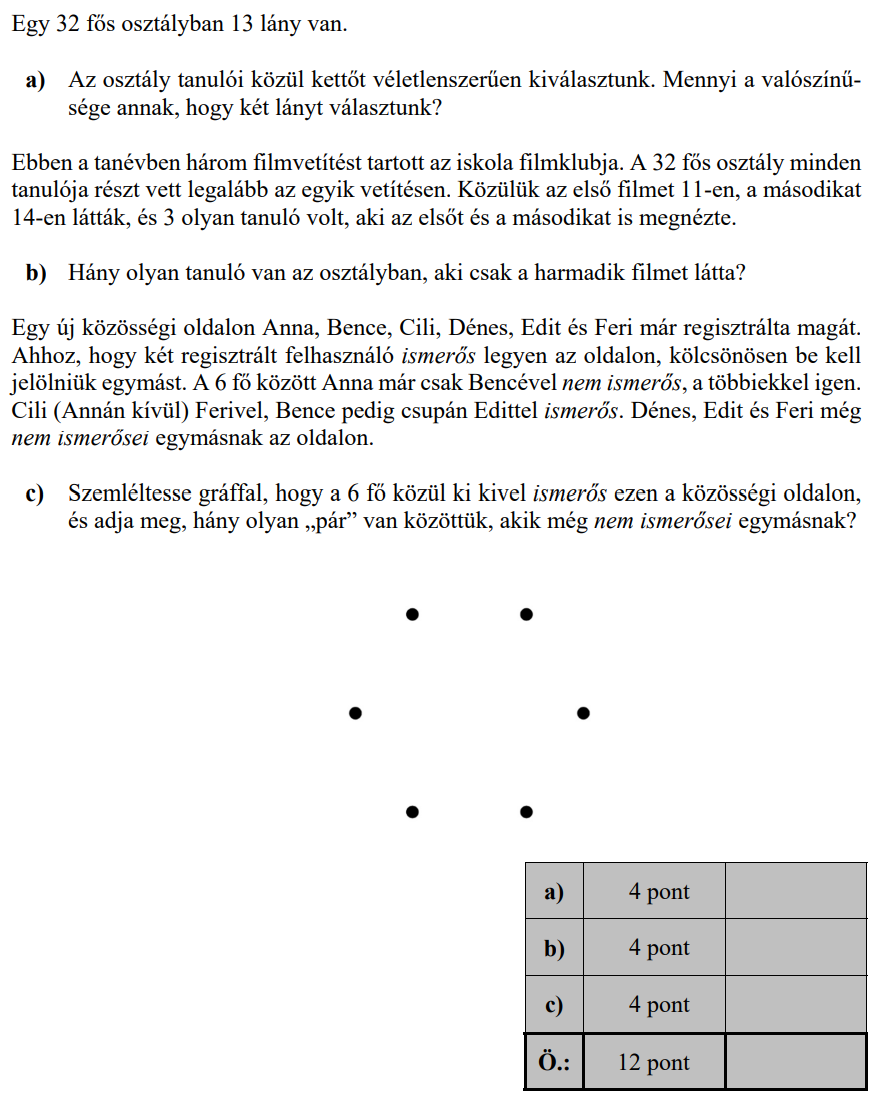 Egy 32 fős osztályban 13 lány van.
a) Az osztály tanulói közül kettőt véletlenszerűen kiválasztunk. Mennyi a valószínű-
sége annak, hogy két lányt választunk?
Ebben a tanévben három filmvetítést tartott az iskola filmklubja. A 32 fős osztály minden
tanulója részt vett legalább az egyik vetítésen. Közülük az első filmet 11-en, a másodikat
14-en látták, és 3 olyan tanuló volt, aki az elsőt és a másodikat is megnézte.
b) Hány olyan tanuló van az osztályban, aki csak a harmadik filmet látta?
Egy új közösségi oldalon Anna, Bence, Cili, Dénes, Edit és Feri már regisztrálta magát.
Ahhoz, hogy két regisztrált felhasználó ismerős legyen az oldalon, kölcsönösen be kell
jelölniük egymást. A 6 fő között Anna már csak Bencével nem ismerős, a többiekkel igen.
Cili (Annán kívül) Ferivel, Bence pedig csupán Edittel ismerős. Dénes, Edit és Feri még
nem ismerősei egymásnak az oldalon.
c) Szemléltesse gráffal, hogy a 6 fő közül ki kivel ismerős ezen a közösségi oldalon,
és adja meg, hány olyan „pár” van közöttük, akik még nem ismerősei egymásnak?
a) 4 pont
b) 4 pont
c) 4 pont
Ö.: 12 pont